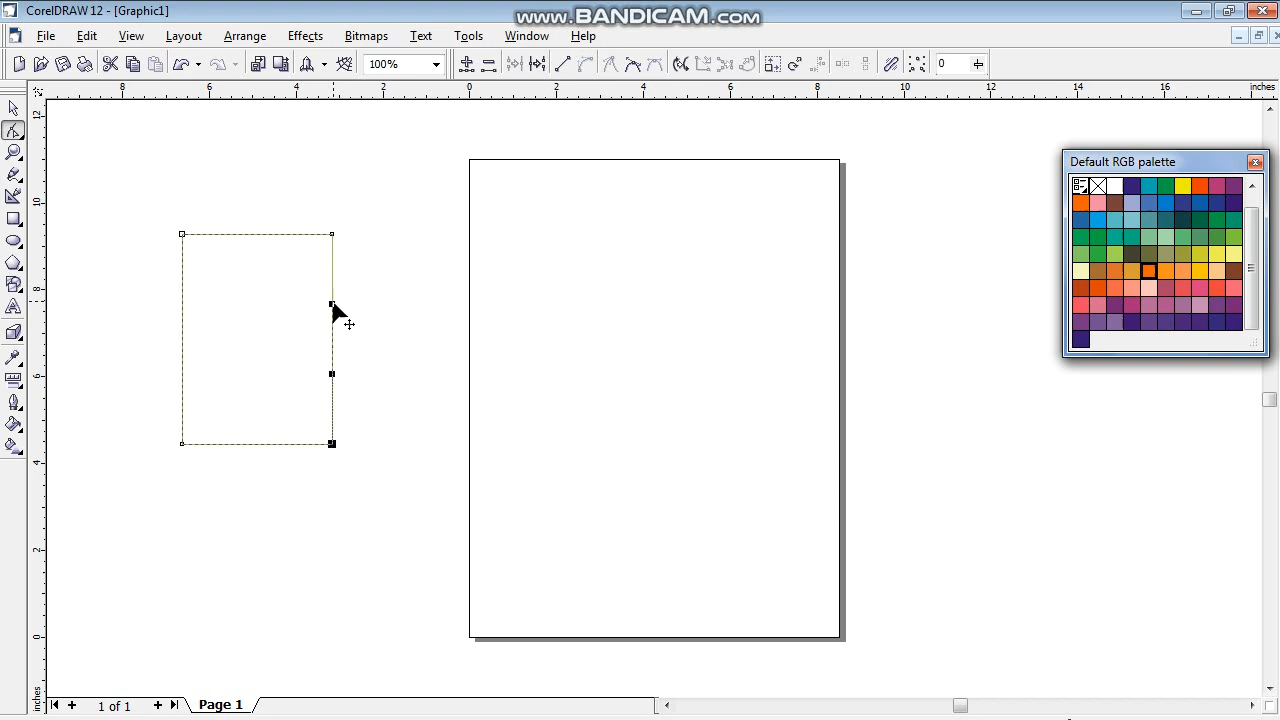 CorelDRAW 12 - [Graphic1]
www.BANDICAM.com
File Edit View Layout Arrange Effects Bitmaps Text Tools Window Help
100%
0
8 6 4 2 0 2 4 6 8 10 12 14 16 inches
12
10
8
6
4
2
0
inches
Default RGB palette
1 of 1
Page 1